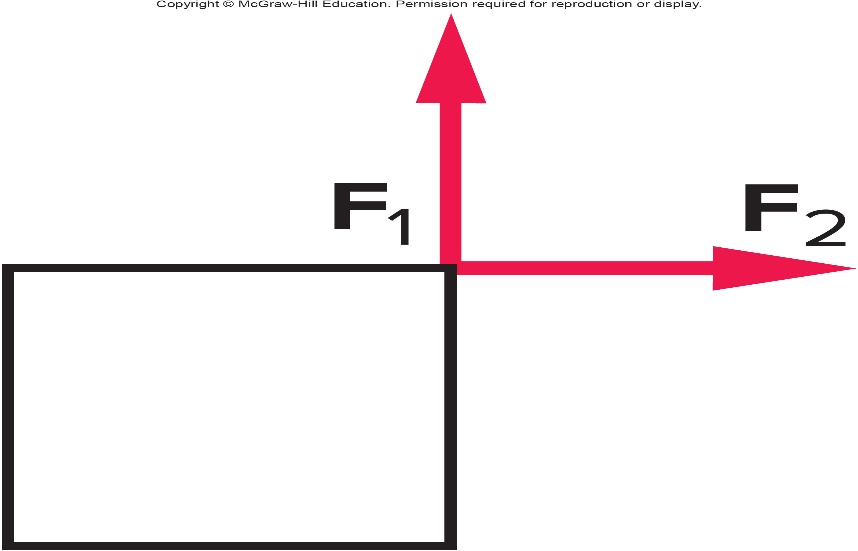 Copyright © McGraw-Hill Education. Permission required for reproduction or display.
F1
F2